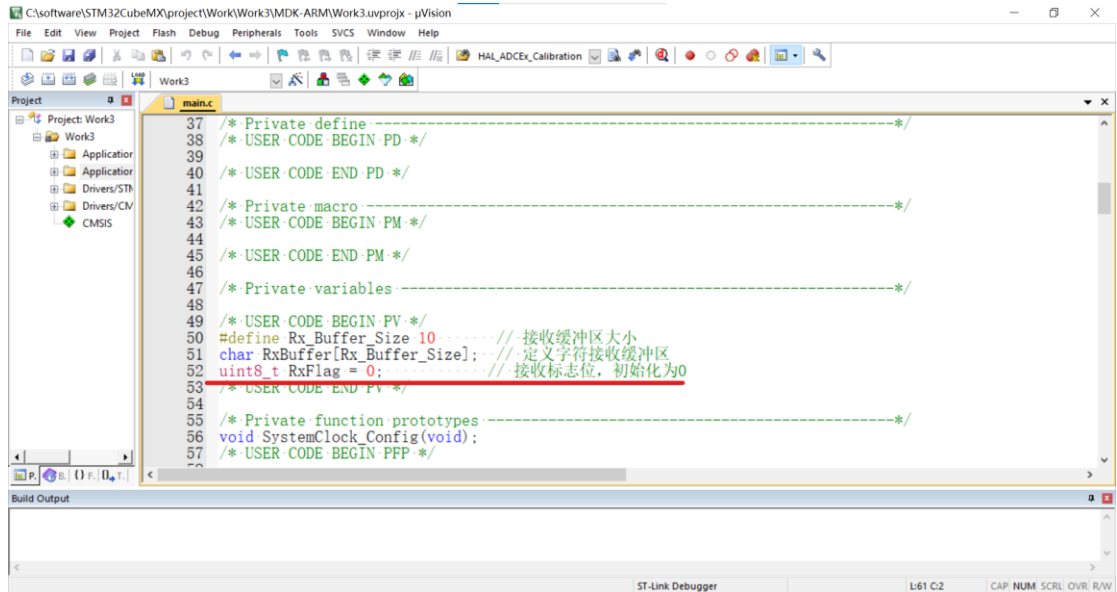 C:\software\STM32CubeMX\project\Work\Work3\MDK-ARM\Work3.uvprojx - µVision
File Edit View Project Flash Debug Peripherals Tools SVCS Window Help
HAL_ADCEx_Calibration
LOAD
Work3
Project
main.c
Project: Work3
Work3
Application
Application
Drivers/STM
Drivers/CM
CMSIS
37 /* Private define ------------------------------------------------------------*/
38 /* USER CODE BEGIN PD */
39
40 /* USER CODE END PD */
41
42 /* Private macro -------------------------------------------------------------*/
43 /* USER CODE BEGIN PM */
44
45 /* USER CODE END PM */
46
47 /* Private variables ---------------------------------------------------------*/
48
49 /* USER CODE BEGIN PV */
50 #define Rx_Buffer_Size 10 // 接收缓冲区大小
51 char RxBuffer[Rx_Buffer_Size]; // 定义字符接收缓冲区
52 uint8_t RxFlag = 0; // 接收标志位，初始化为0
53 /* USER CODE END PV */
54
55 /* Private function prototypes -----------------------------------------------*/
56 void SystemClock_Config(void);
57 /* USER CODE BEGIN PFP */
P. B. {} F. 0 T.
Build Output
ST-Link Debugger L:61 C:2 CAP NUM SCRL OVR R/W